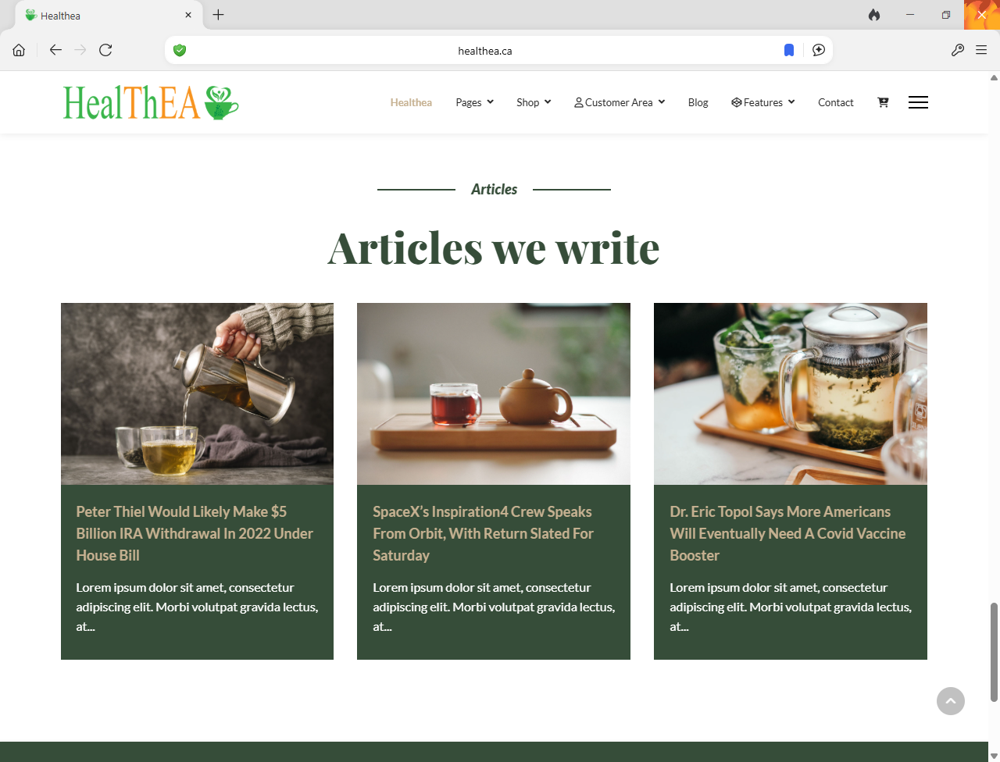 Healthea
healthea.ca
HealThEA
Healthea Pages Shop Customer Area Blog Features Contact
Articles
Articles we write
Peter Thiel Would Likely Make $5
Billion IRA Withdrawal In 2022 Under
House Bill
Lorem ipsum dolor sit amet, consectetur
adipiscing elit. Morbi volutpat gravida lectus,
at...
SpaceX’s Inspiration4 Crew Speaks
From Orbit, With Return Slated For
Saturday
Lorem ipsum dolor sit amet, consectetur
adipiscing elit. Morbi volutpat gravida lectus,
at...
Dr. Eric Topol Says More Americans
Will Eventually Need A Covid Vaccine
Booster
Lorem ipsum dolor sit amet, consectetur
adipiscing elit. Morbi volutpat gravida lectus,
at...